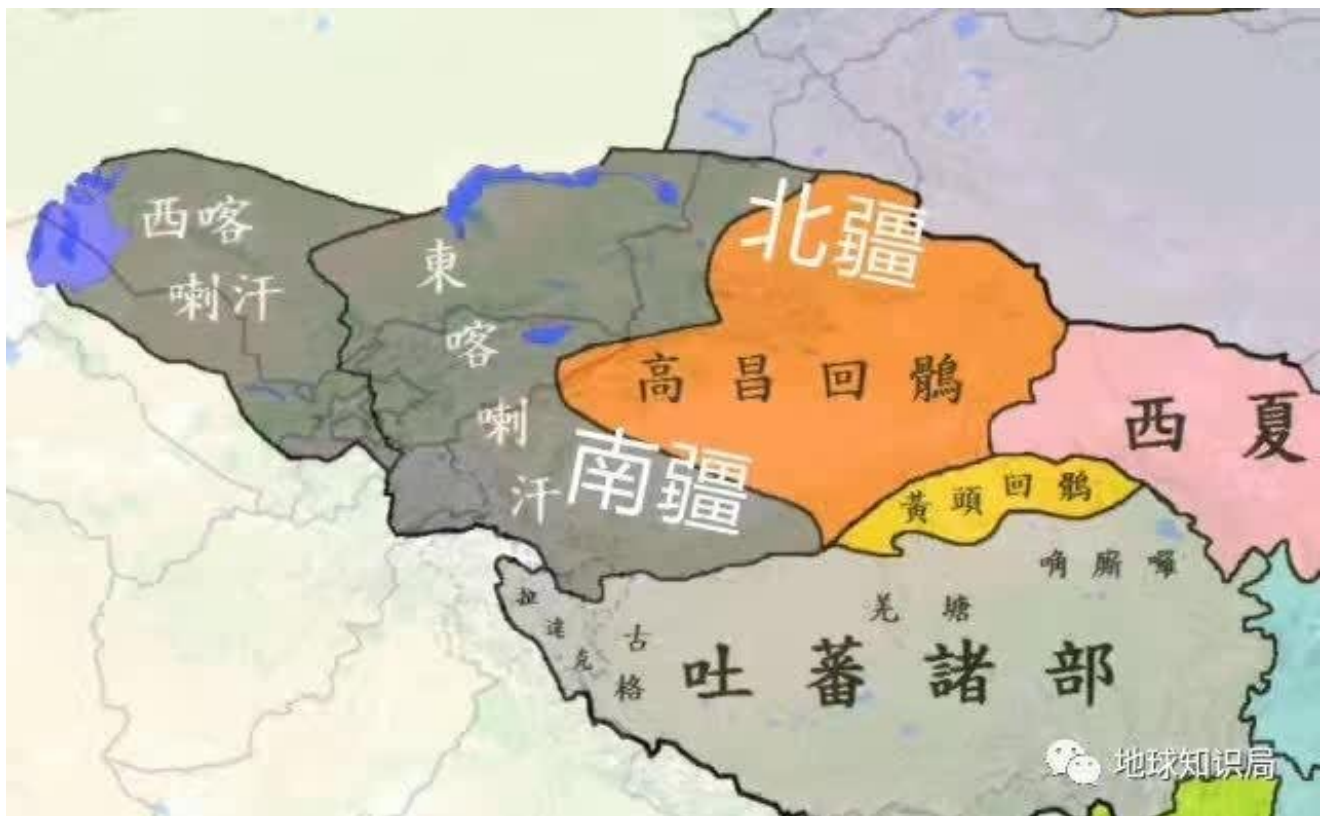 北疆
西喀
喇汗
東
喀
喇
汗
高昌回鶻
南疆
西夏
黃頭回鶻
唃廝囉
羌塘
拉
達
克
古
格
吐蕃諸部
地球知识局